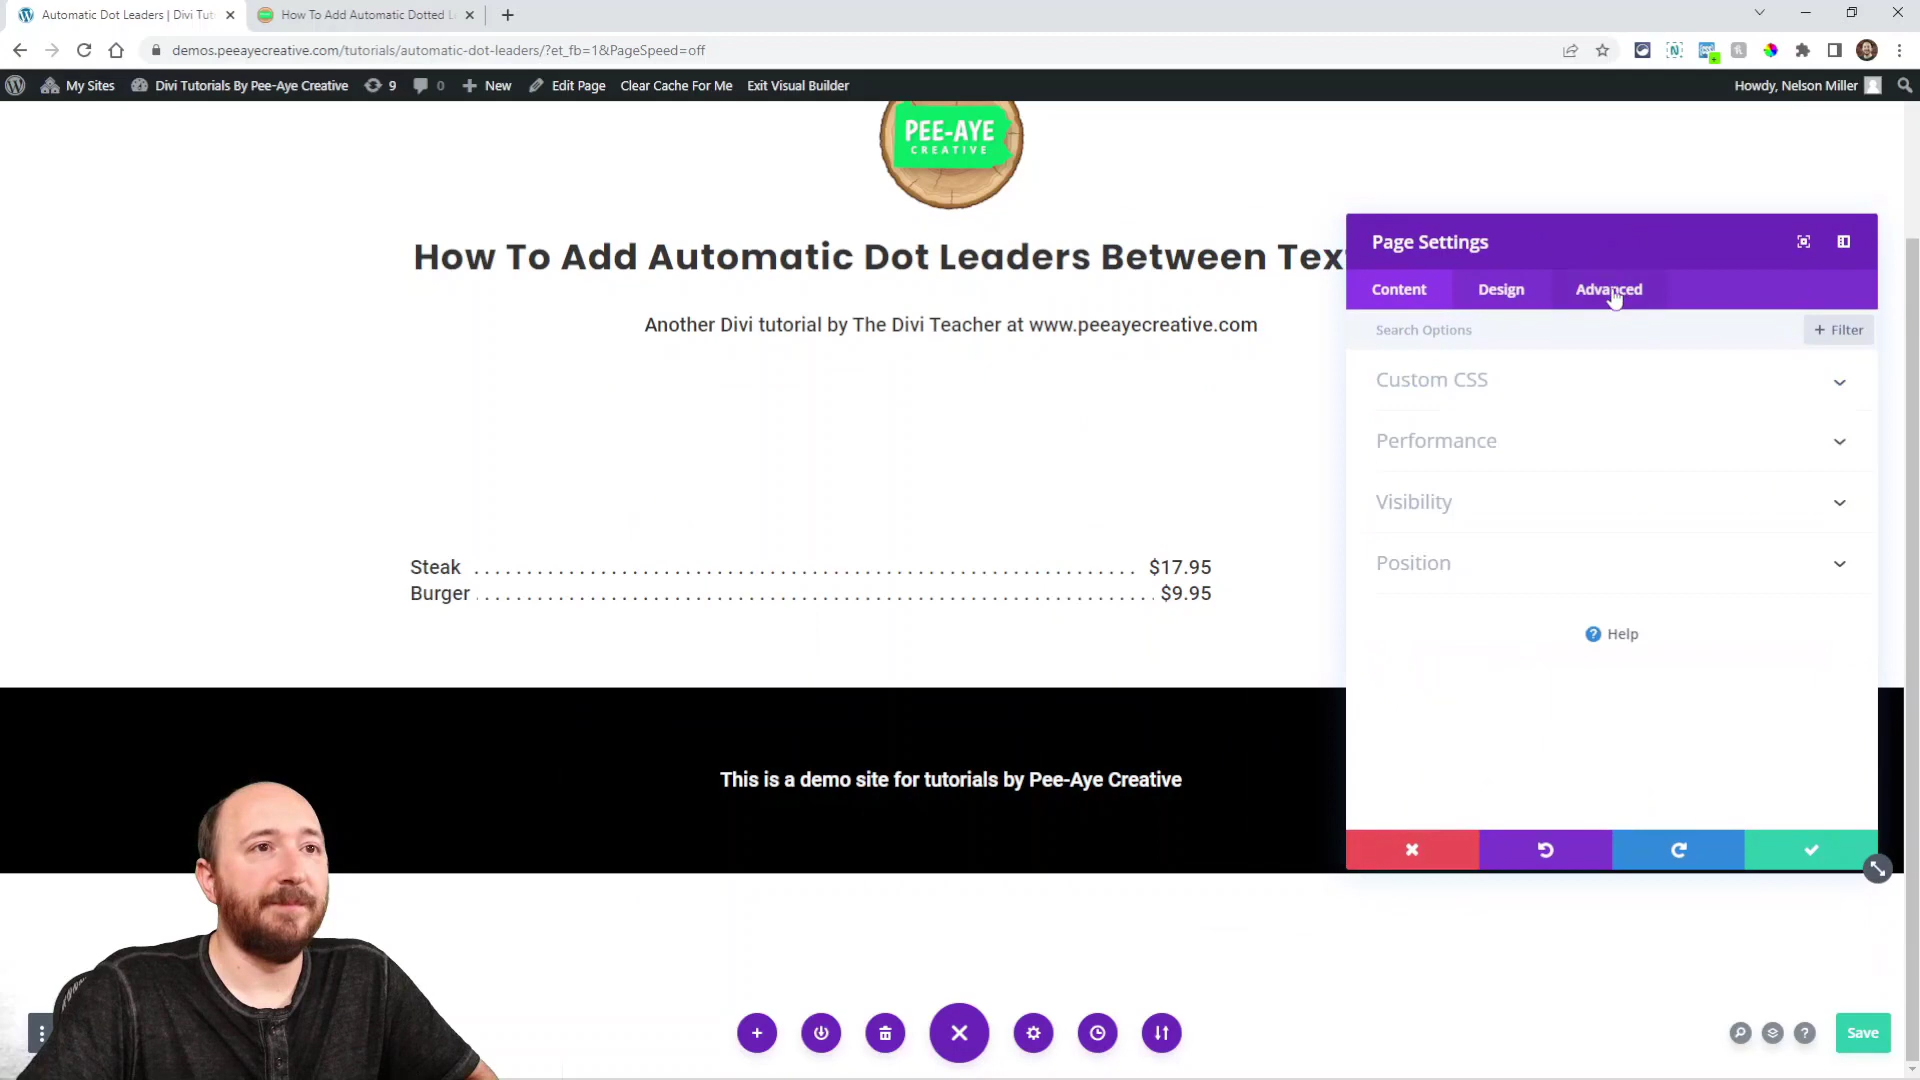 Automatic Dot Leaders | Divi Tut
How To Add Automatic Dotted L
demos.peeayecreative.com/tutorials/automatic-dot-leaders/?et_fb=1&PageSpeed=off
My Sites
Divi Tutorials By Pee-Aye Creative
9
0
New
Edit Page
Clear Cache For Me
Exit Visual Builder
Howdy, Nelson Miller
PEE-AYE
CREATIVE
How To Add Automatic Dot Leaders Between Tex
Another Divi tutorial by The Divi Teacher at www.peeayecreative.com
Steak . . . . . . . . . . . . . . . . . . . . . . . . . . . . . . . . . . . . . . . . . . . . . . . . . . . . . . . . . . . $17.95
Burger . . . . . . . . . . . . . . . . . . . . . . . . . . . . . . . . . . . . . . . . . . . . . . . . . . . . . . . . . . . $9.95
This is a demo site for tutorials by Pee-Aye Creative
Page Settings
Content
Design
Advanced
Search Options
+ Filter
Custom CSS
Performance
Visibility
Position
? Help
Save